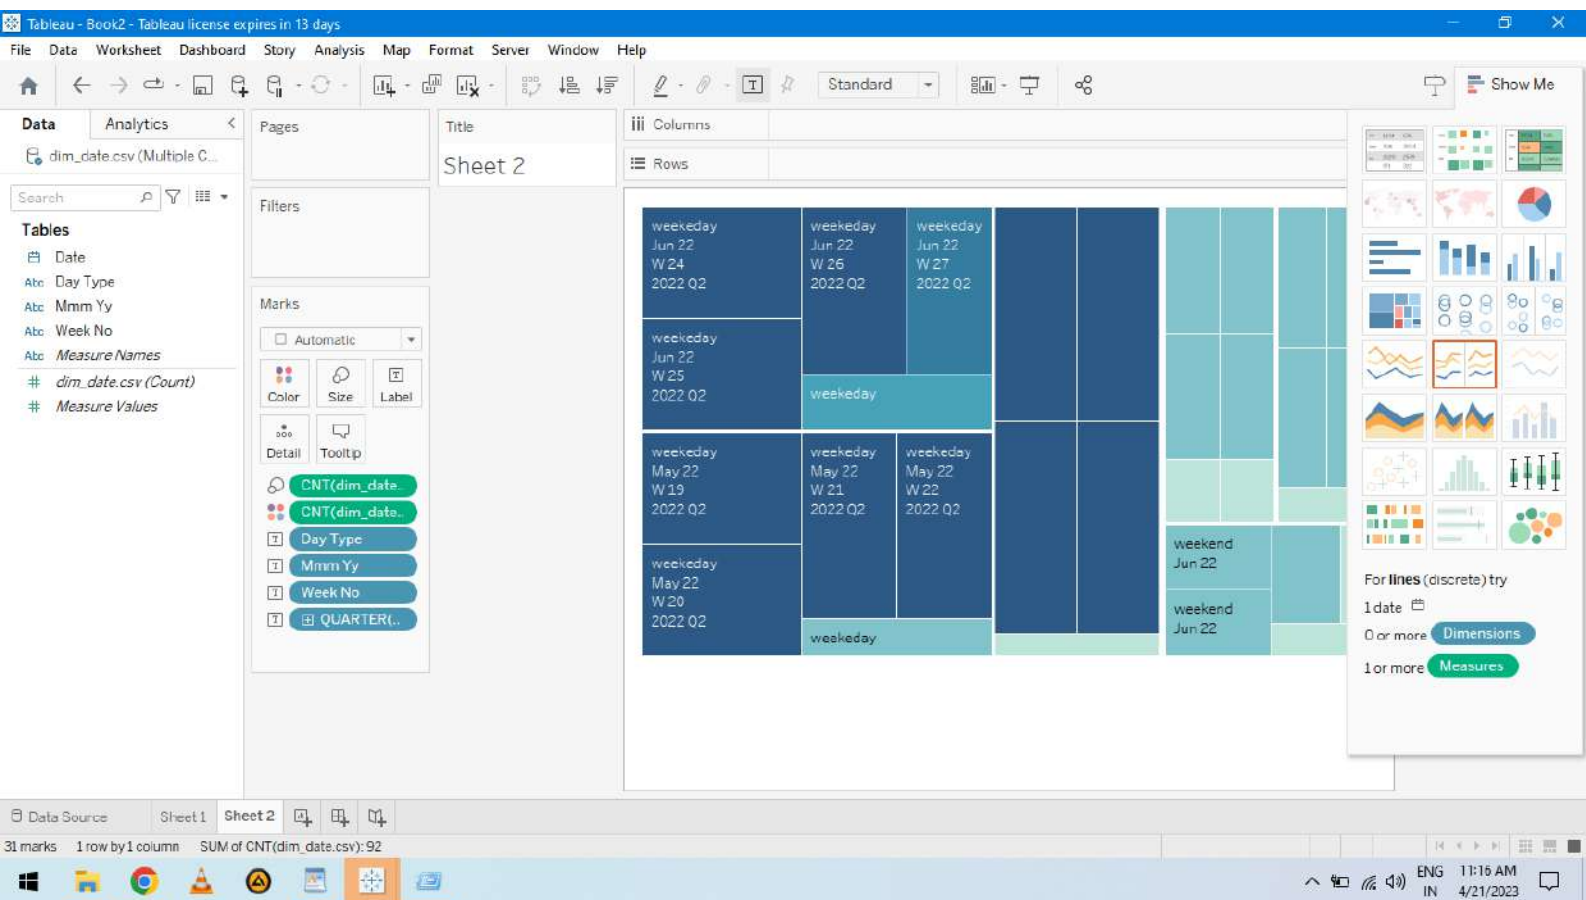 Tableau - Book2 - Tableau license expires in 13 days
File Data Worksheet Dashboard Story Analysis Map Format Server Window Help
Standard
Show Me
Data Analytics
dim_date.csv (Multiple C...
Search
Tables
Date
Abc Day Type
Abc Mmm Yy
Abc Week No
Abc Measure Names
# dim_date.csv (Count)
# Measure Values
Pages
Filters
Marks
Automatic
Color Size Label
Detail Tooltip
CNT(dim_date..
CNT(dim_date..
Day Type
Mmm Yy
Week No
QUARTER(..
Title
Sheet 2
Columns
Rows
weekeday
Jun 22
W 24
2022 Q2
weekeday
Jun 22
W 26
2022 Q2
weekeday
Jun 22
W 27
2022 Q2
weekeday
Jun 22
W 25
2022 Q2
weekeday
weekeday
May 22
W 19
2022 Q2
weekeday
May 22
W 21
2022 Q2
weekeday
May 22
W 22
2022 Q2
weekeday
May 22
W 20
2022 Q2
weekeday
weekend
Jun 22
weekend
Jun 22
For lines (discrete) try
1 date
0 or more Dimensions
1 or more Measures
Data Source Sheet 1 Sheet 2
31 marks 1 row by 1 column SUM of CNT(dim_date.csv): 92
ENG 11:16 AM
IN 4/21/2023